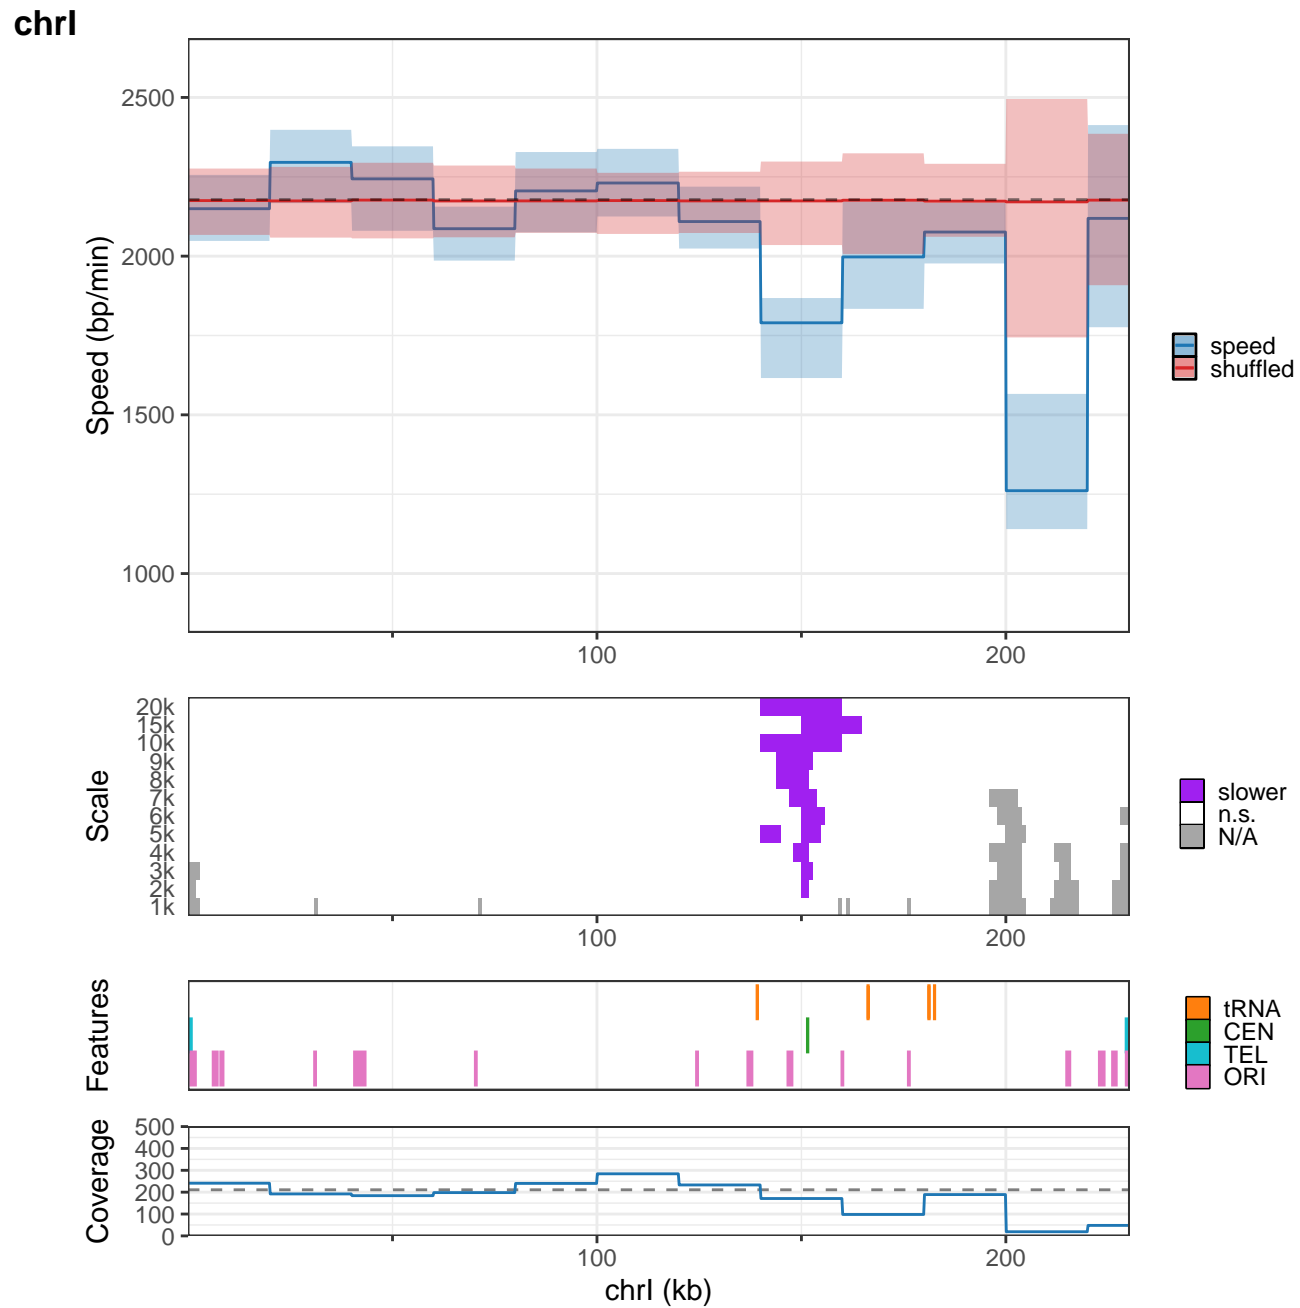 chrI
Speed (bp/min)
2500
2000
1500
1000
100
200
speed
shuffled
Scale
20k
15k
10k
9k
8k
7k
6k
5k
4k
3k
2k
1k
100
200
slower
n.s.
N/A
Features
tRNA
CEN
TEL
ORI
Coverage
500
400
300
200
100
0
100
200
chrI (kb)